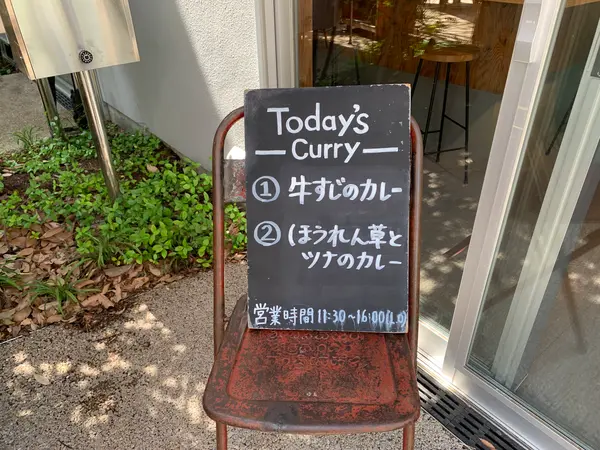 Today's
Curry
① 牛すじのカレー
② ほうれん草と
ツナのカレー
営業時間 11:30~16:00(L.O)